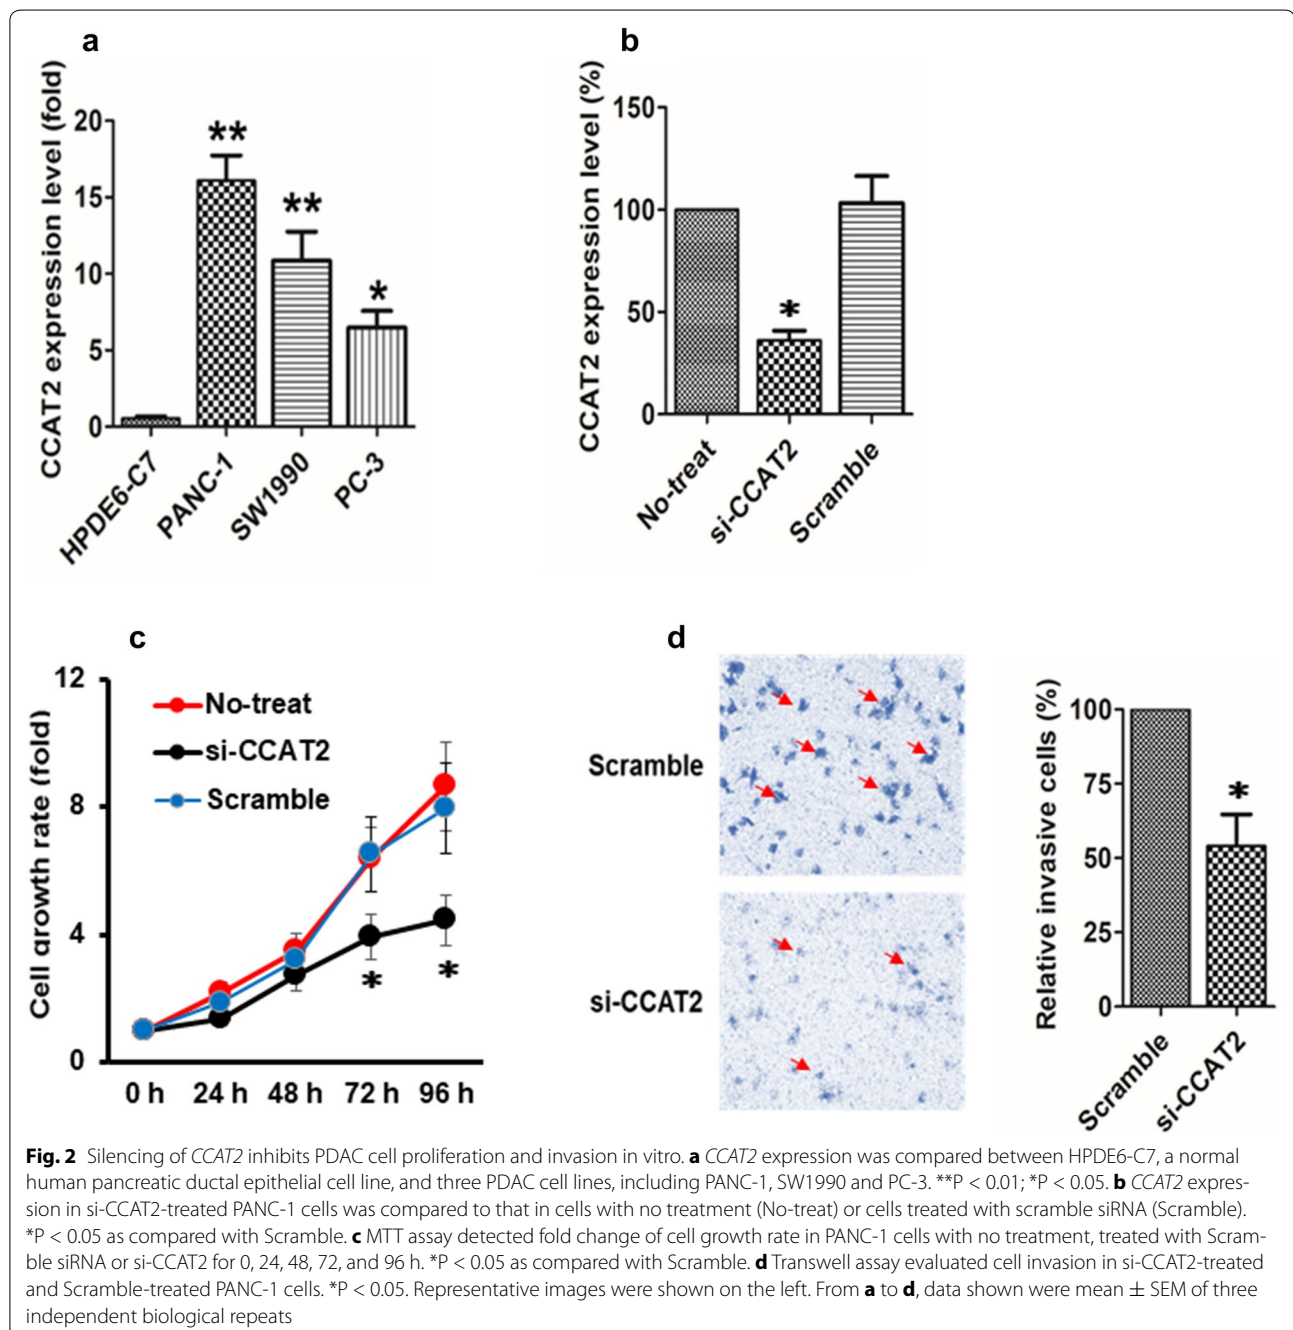 a
CCAT2 expression level (fold)
20
15
10
5
0
**
**
*
HPDE6-C7
PANC-1
SW1990
PC-3
b
CCAT2 expression level (%)
150
100
50
0
*
No-treat
si-CCAT2
Scramble
c
Cell growth rate (fold)
12
8
4
0
No-treat
si-CCAT2
Scramble
*
*
0 h 24 h 48 h 72 h 96 h
d
Scramble
si-CCAT2
Relative invasive cells (%)
100
75
50
25
0
*
Scramble
si-CCAT2
Fig. 2 Silencing of CCAT2 inhibits PDAC cell proliferation and invasion in vitro. a CCAT2 expression was compared between HPDE6-C7, a normal
human pancreatic ductal epithelial cell line, and three PDAC cell lines, including PANC-1, SW1990 and PC-3. **P < 0.01; *P < 0.05. b CCAT2 expres-
sion in si-CCAT2-treated PANC-1 cells was compared to that in cells with no treatment (No-treat) or cells treated with scramble siRNA (Scramble).
*P < 0.05 as compared with Scramble. c MTT assay detected fold change of cell growth rate in PANC-1 cells with no treatment, treated with Scram-
ble siRNA or si-CCAT2 for 0, 24, 48, 72, and 96 h. *P < 0.05 as compared with Scramble. d Transwell assay evaluated cell invasion in si-CCAT2-treated
and Scramble-treated PANC-1 cells. *P < 0.05. Representative images were shown on the left. From a to d, data shown were mean ± SEM of three
independent biological repeats